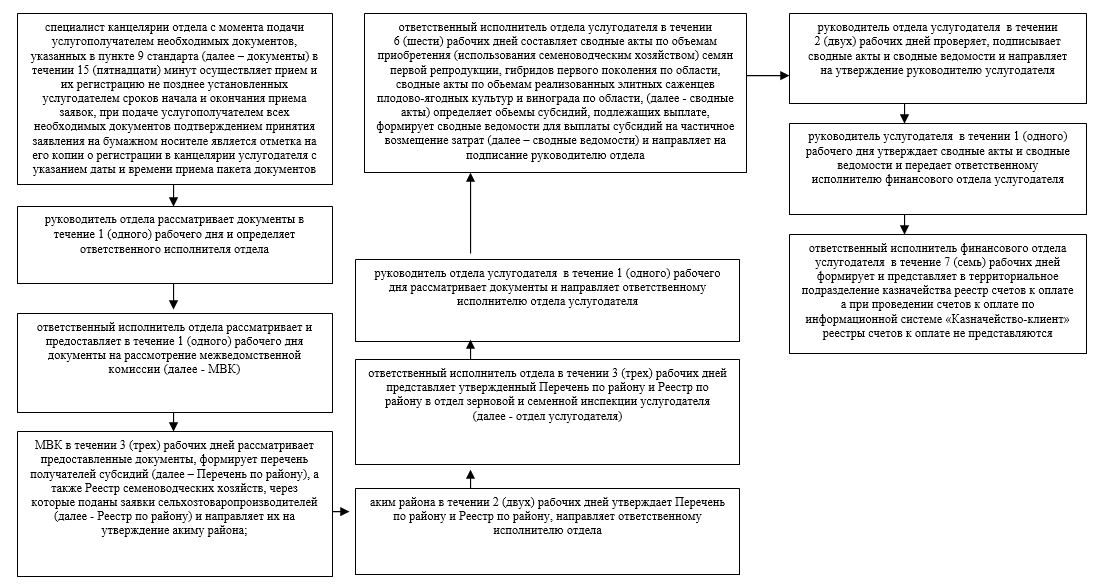 специалист канцелярии отдела с момента подачи
услугополучателем необходимых документов,
указанных в пункте 9 стандарта (далее – документы) в
течении 15 (пятнадцати) минут осуществляет прием и
их регистрацию не позднее установленных
услугодателем сроков начала и окончания приема
заявок, при подаче услугополучателем всех
необходимых документов подтверждением принятия
заявления на бумажном носителе является отметка на
его копии о регистрации в канцелярии услугодателя с
указанием даты и времени приема пакета документов
руководитель отдела рассматривает документы в
течение 1 (одного) рабочего дня и определяет
ответственного исполнителя отдела
ответственный исполнитель отдела рассматривает и
предоставляет в течение 1 (одного) рабочего дня
документы на рассмотрение межведомственной
комиссии (далее - МВК)
МВК в течении 3 (трех) рабочих дней рассматривает
предоставленные документы, формирует перечень
получателей субсидий (далее – Перечень по району), а
также Реестр семеноводческих хозяйств, через
которые поданы заявки сельхозтоваропроизводителей
(далее - Реестр по району) и направляет их на
утверждение акиму района;
аким района в течении 2 (двух) рабочих дней утверждает Перечень
по району и Реестр по району, направляет ответственному
исполнителю отдела
ответственный исполнитель отдела в течении 3 (трех) рабочих дней
представляет утвержденный Перечень по району и Реестр по
району в отдел зерновой и семенной инспекции услугодателя
(далее - отдел услугодателя)
руководитель отдела услугодателя в течение 1 (одного) рабочего
дня рассматривает документы и направляет ответственному
исполнителю отдела услугодателя
ответственный исполнитель отдела услугодателя в течении
6 (шести) рабочих дней составляет сводные акты по объемам
приобретения (использования семеноводческим хозяйством) семян
первой репродукции, гибридов первого поколения по области,
сводные акты по объемам реализованных элитных саженцев
плодово-ягодных культур и винограда по области, (далее - сводные
акты) определяет обьемы субсидий, подлежащих выплате,
формирует сводные ведомости для выплаты субсидий на частичное
возмещение затрат (далее – сводные ведомости) и направляет на
подписание руководителю отдела
руководитель отдела услугодателя в течении
2 (двух) рабочих дней проверяет, подписывает
сводные акты и сводные ведомости и направляет
на утверждение руководителю услугодателя
руководитель услугодателя в течении 1 (одного)
рабочего дня утверждает сводные акты и сводные
ведомости и передает ответственному
исполнителю финансового отдела услугодателя
ответственный исполнитель финансового отдела
услугодателя в течение 7 (семь) рабочих дней
формирует и представляет в территориальное
подразделение казначейства реестр счетов к оплате
а при проведении счетов к оплате по
информационной системе «Казначейство-клиент»
реестры счетов к оплате не представляются